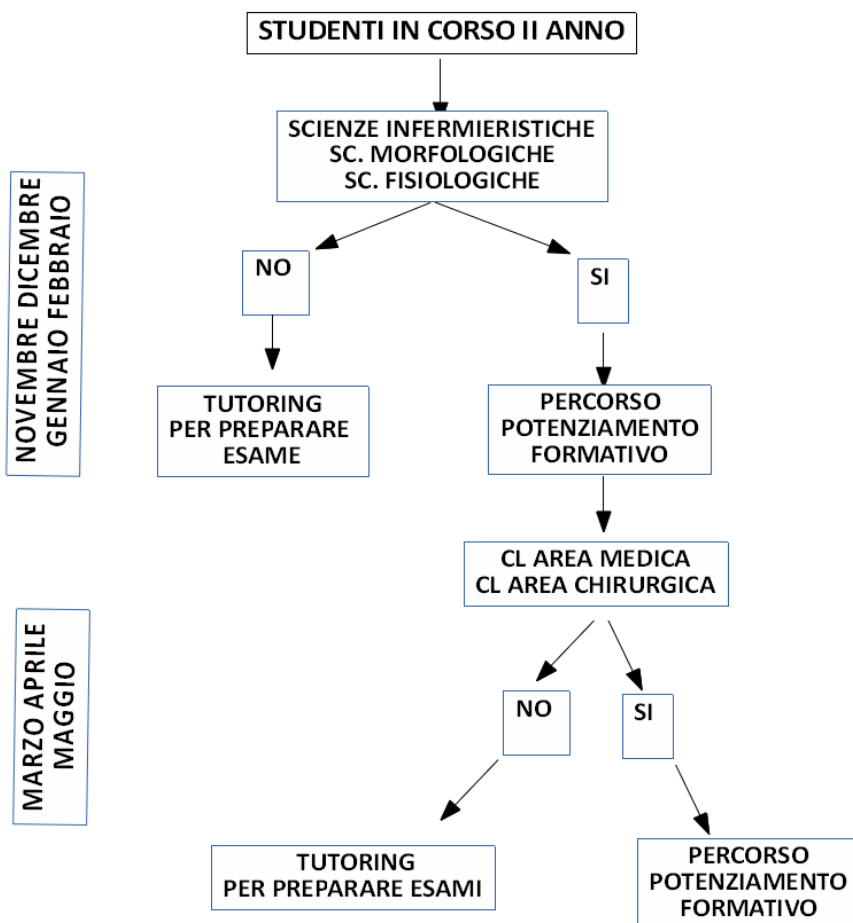 STUDENTI IN CORSO II ANNO
SCIENZE INFERMIERISTICHE
SC. MORFOLOGICHE
SC. FISIOLOGICHE
NOVEMBRE DICEMBRE
GENNAIO FEBBRAIO
NO
SI
TUTORING
PER PREPARARE
ESAME
PERCORSO
POTENZIAMENTO
FORMATIVO
CL AREA MEDICA
CL AREA CHIRURGICA
MARZO APRILE
MAGGIO
NO
SI
TUTORING
PER PREPARARE ESAMI
PERCORSO
POTENZIAMENTO
FORMATIVO